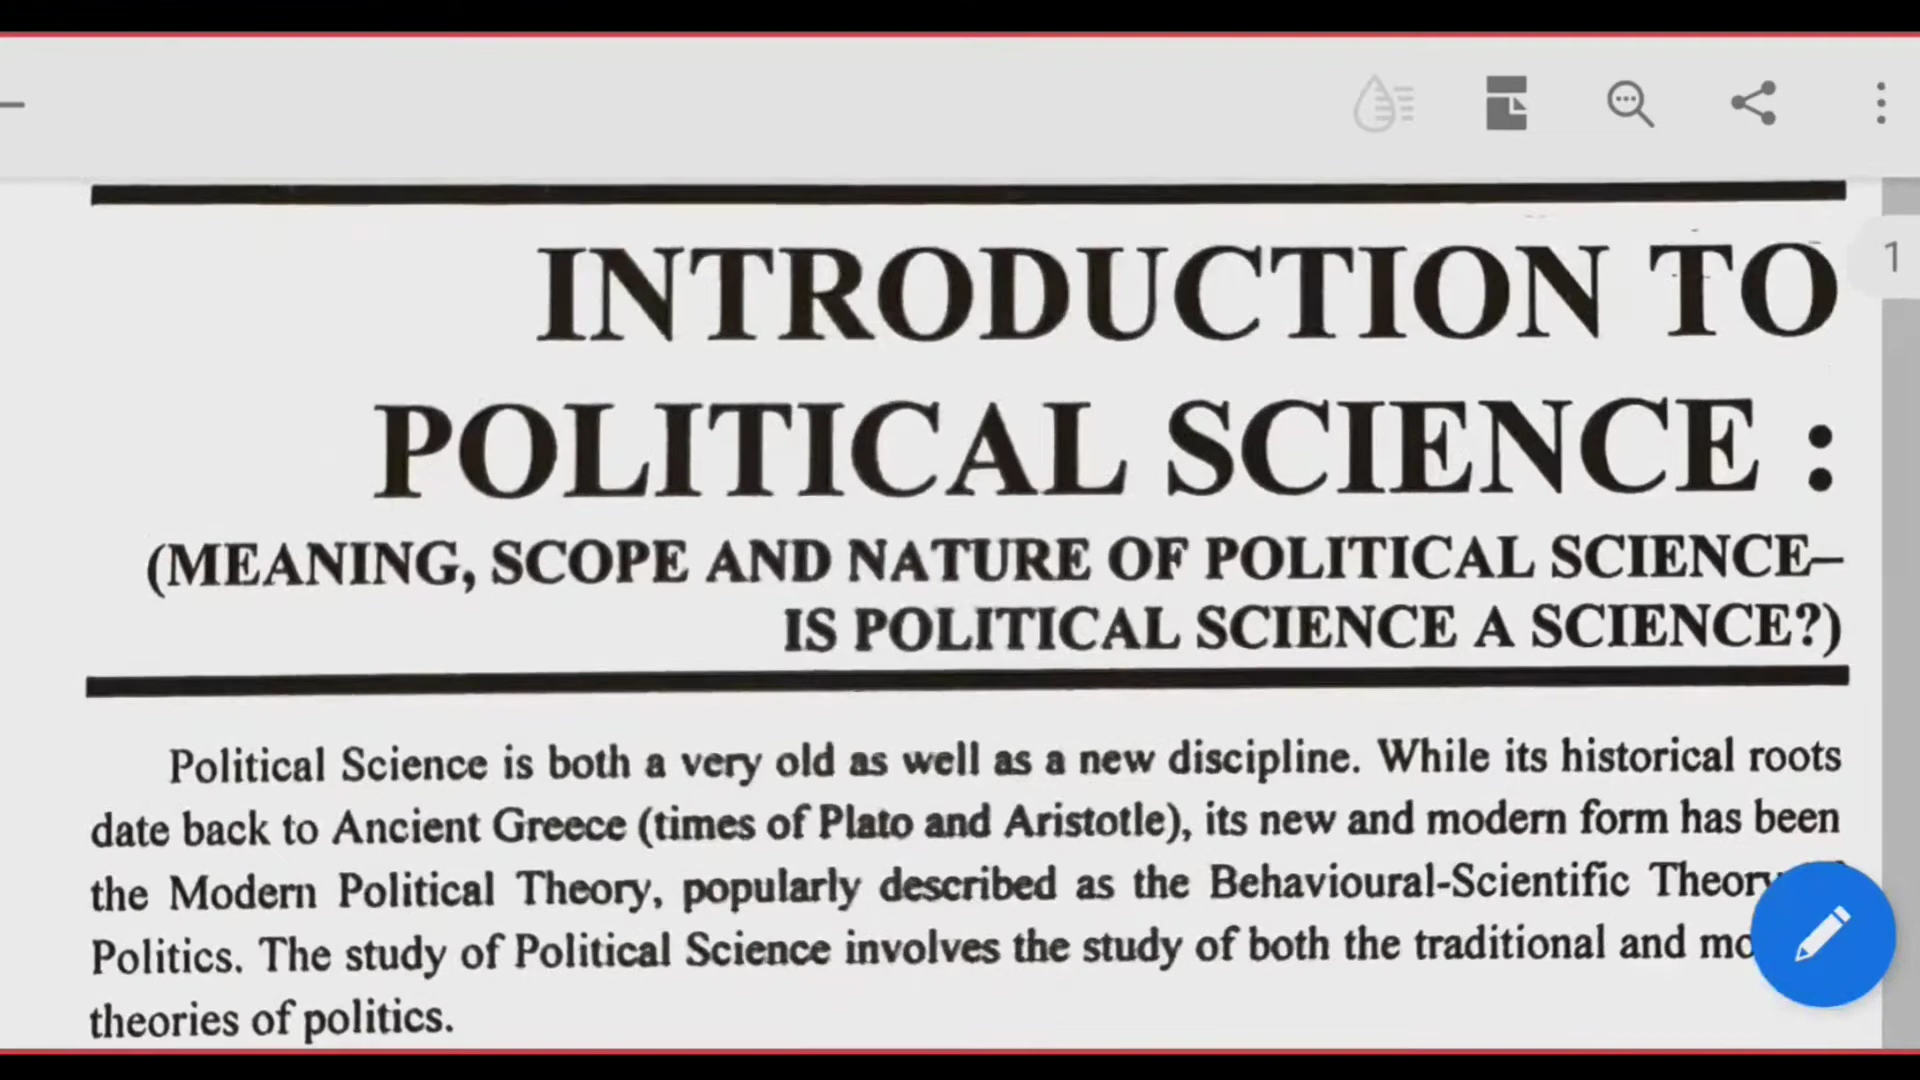 1
INTRODUCTION TO
POLITICAL SCIENCE :
(MEANING, SCOPE AND NATURE OF POLITICAL SCIENCE–
IS POLITICAL SCIENCE A SCIENCE?)
Political Science is both a very old as well as a new discipline. While its historical roots
date back to Ancient Greece (times of Plato and Aristotle), its new and modern form has been
the Modern Political Theory, popularly described as the Behavioural-Scientific Theory
Politics. The study of Political Science involves the study of both the traditional and
theories of politics.